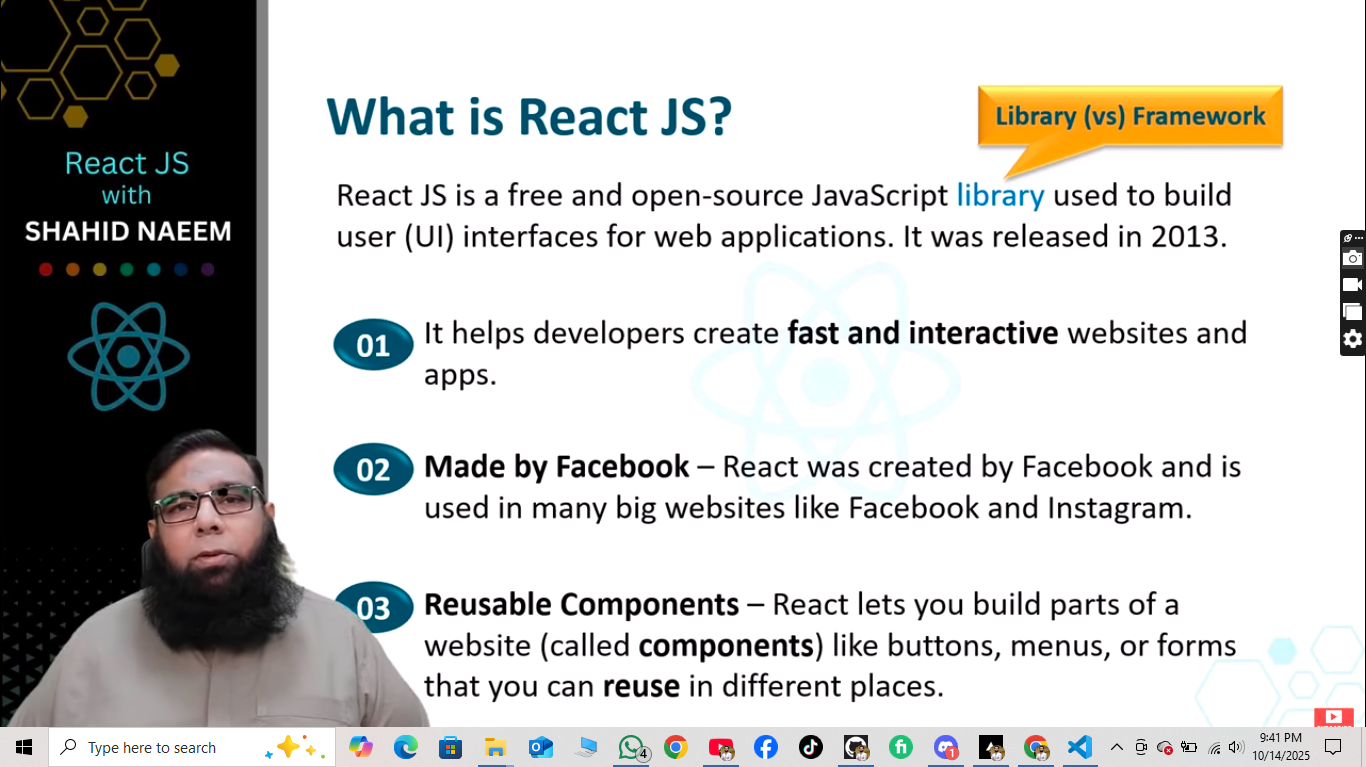 React JS
with
SHAHID NAEEM
What is React JS?
Library (vs) Framework
React JS is a free and open-source JavaScript library used to build
user (UI) interfaces for web applications. It was released in 2013.
01
It helps developers create fast and interactive websites and
apps.
02
Made by Facebook – React was created by Facebook and is
used in many big websites like Facebook and Instagram.
03
Reusable Components – React lets you build parts of a
website (called components) like buttons, menus, or forms
that you can reuse in different places.
Type here to search
4
1
9:41 PM
10/14/2025